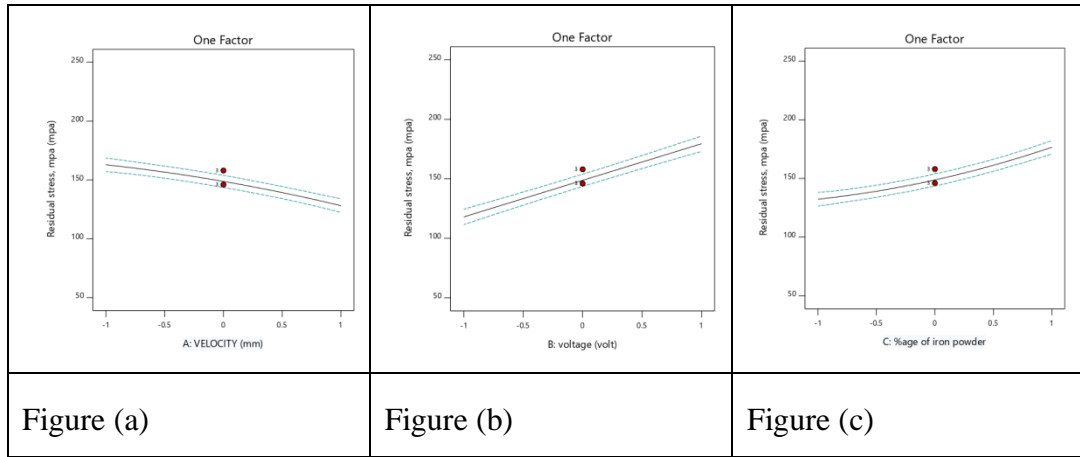 One Factor
250
200
150
100
50
Residual stress, mpa (mpa)
-1 -0.5 0 0.5 1
A: VELOCITY (mm)
One Factor
250
200
150
100
50
Residual stress, mpa (mpa)
-1 -0.5 0 0.5 1
B: voltage (volt)
One Factor
250
200
150
100
50
Residual stress, mpa (mpa)
-1 -0.5 0 0.5 1
C: %age of iron powder
Figure (a)
Figure (b)
Figure (c)